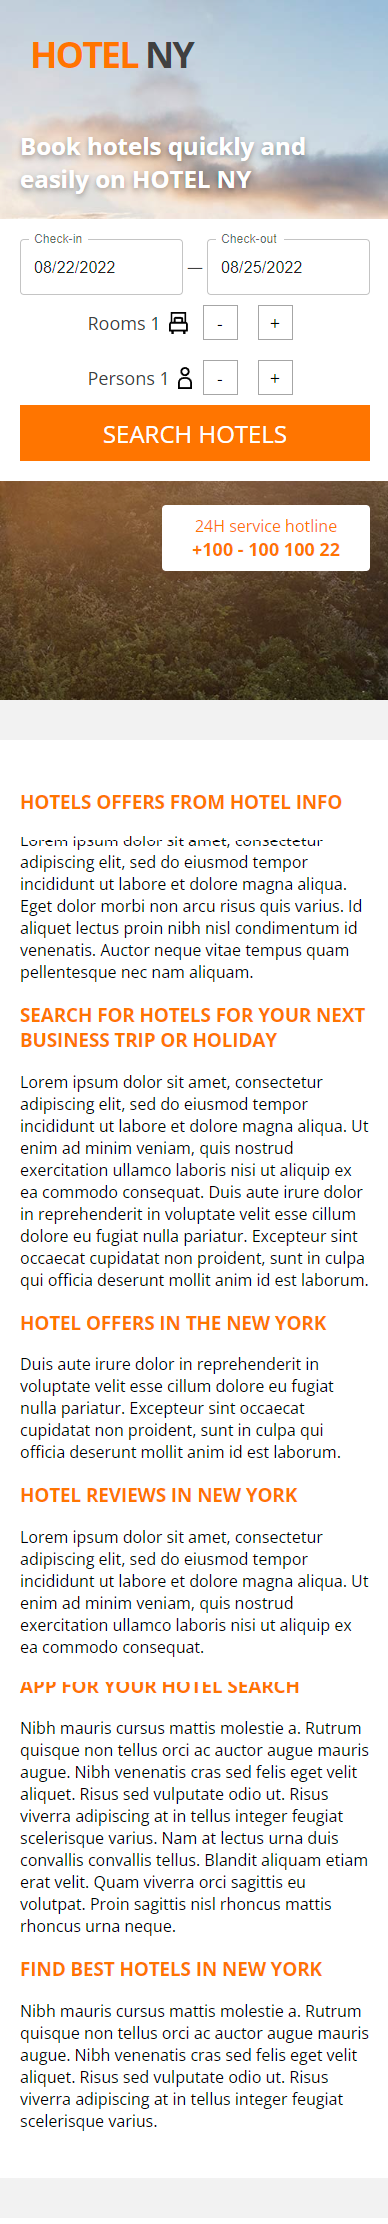 HOTEL NY
Book hotels quickly and
easily on HOTEL NY
Check-in
08/22/2022
—
Check-out
08/25/2022
Rooms 1
- +
Persons 1
- +
SEARCH HOTELS
24H service hotline
+100 - 100 100 22
HOTELS OFFERS FROM HOTEL INFO
Lorem ipsum dolor sit amet, consectetur
adipiscing elit, sed do eiusmod tempor
incididunt ut labore et dolore magna aliqua.
Eget dolor morbi non arcu risus quis varius. Id
aliquet lectus proin nibh nisl condimentum id
venenatis. Auctor neque vitae tempus quam
pellentesque nec nam aliquam.
SEARCH FOR HOTELS FOR YOUR NEXT
BUSINESS TRIP OR HOLIDAY
Lorem ipsum dolor sit amet, consectetur
adipiscing elit, sed do eiusmod tempor
incididunt ut labore et dolore magna aliqua. Ut
enim ad minim veniam, quis nostrud
exercitation ullamco laboris nisi ut aliquip ex
ea commodo consequat. Duis aute irure dolor
in reprehenderit in voluptate velit esse cillum
dolore eu fugiat nulla pariatur. Excepteur sint
occaecat cupidatat non proident, sunt in culpa
qui officia deserunt mollit anim id est laborum.
HOTEL OFFERS IN THE NEW YORK
Duis aute irure dolor in reprehenderit in
voluptate velit esse cillum dolore eu fugiat
nulla pariatur. Excepteur sint occaecat
cupidatat non proident, sunt in culpa qui
officia deserunt mollit anim id est laborum.
HOTEL REVIEWS IN NEW YORK
Lorem ipsum dolor sit amet, consectetur
adipiscing elit, sed do eiusmod tempor
incididunt ut labore et dolore magna aliqua. Ut
enim ad minim veniam, quis nostrud
exercitation ullamco laboris nisi ut aliquip ex
ea commodo consequat.
APP FOR YOUR HOTEL SEARCH
Nibh mauris cursus mattis molestie a. Rutrum
quisque non tellus orci ac auctor augue mauris
augue. Nibh venenatis cras sed felis eget velit
aliquet. Risus sed vulputate odio ut. Risus
viverra adipiscing at in tellus integer feugiat
scelerisque varius. Nam at lectus urna duis
convallis convallis tellus. Blandit aliquam etiam
erat velit. Quam viverra orci sagittis eu
volutpat. Proin sagittis nisl rhoncus mattis
rhoncus urna neque.
FIND BEST HOTELS IN NEW YORK
Nibh mauris cursus mattis molestie a. Rutrum
quisque non tellus orci ac auctor augue mauris
augue. Nibh venenatis cras sed felis eget velit
aliquet. Risus sed vulputate odio ut. Risus
viverra adipiscing at in tellus integer feugiat
scelerisque varius.